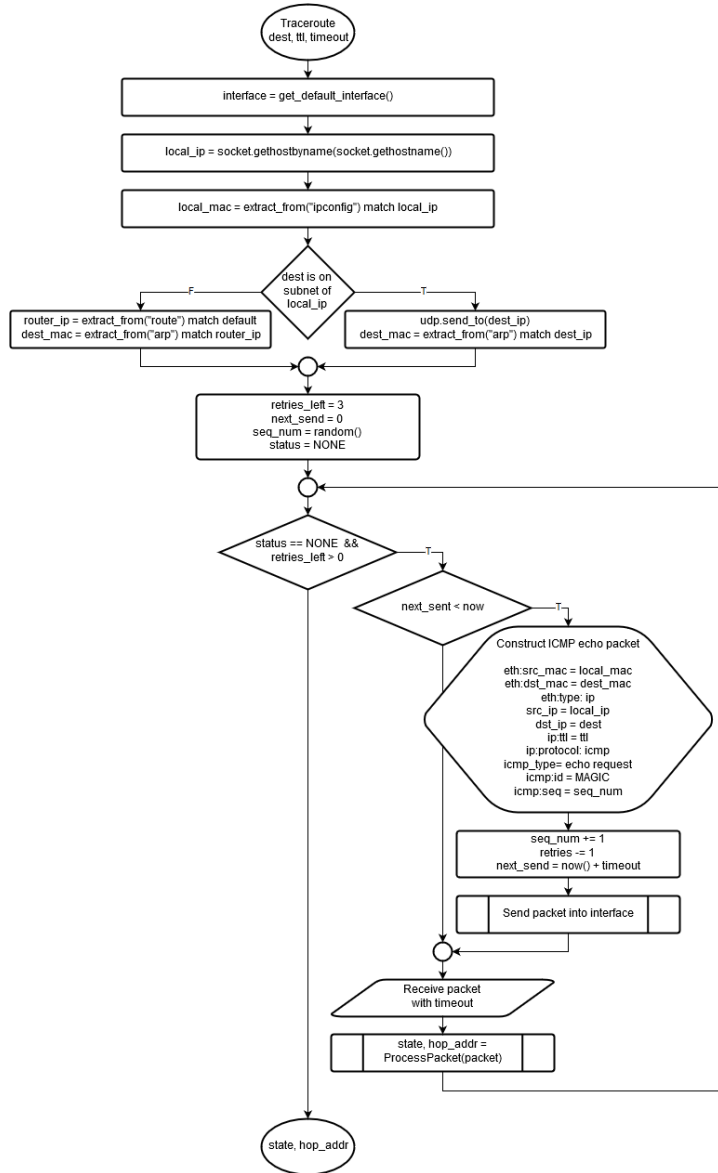 Traceroute
dest, ttl, timeout
interface = get_default_interface()
local_ip = socket.gethostbyname(socket.gethostname())
local_mac = extract_from("ipconfig") match local_ip
dest is on
subnet of
local_ip
F
T
router_ip = extract_from("route") match default
dest_mac = extract_from("arp") match router_ip
udp.send_to(dest_ip)
dest_mac = extract_from("arp") match dest_ip
retries_left = 3
next_send = 0
seq_num = random()
status = NONE
status == NONE &&
retries_left > 0
T
next_sent < now
T
Construct ICMP echo packet
eth:src_mac = local_mac
eth:dst_mac = dest_mac
eth:type: ip
src_ip = local_ip
dst_ip = dest
ip:ttl = ttl
ip:protocol: icmp
icmp_type= echo request
icmp:id = MAGIC
icmp:seq = seq_num
seq_num += 1
retries -= 1
next_send = now() + timeout
Send packet into interface
Receive packet
with timeout
state, hop_addr =
ProcessPacket(packet)
state, hop_addr